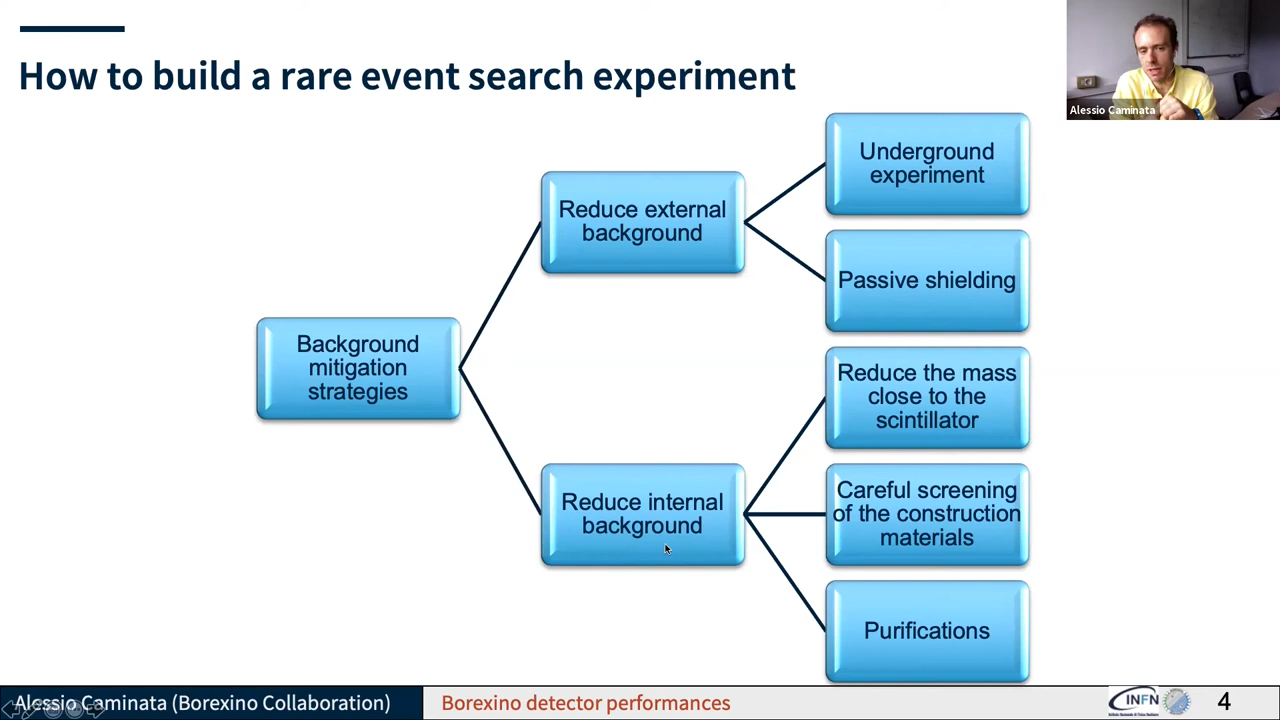 How to build a rare event search experiment
Alessio Caminata
Underground
experiment
Reduce external
background
Passive shielding
Background
mitigation
strategies
Reduce the mass
close to the
scintillator
Reduce internal
background
Careful screening
of the construction
materials
Purifications
Alessio Caminata (Borexino Collaboration)
Borexino detector performances
INFN
4